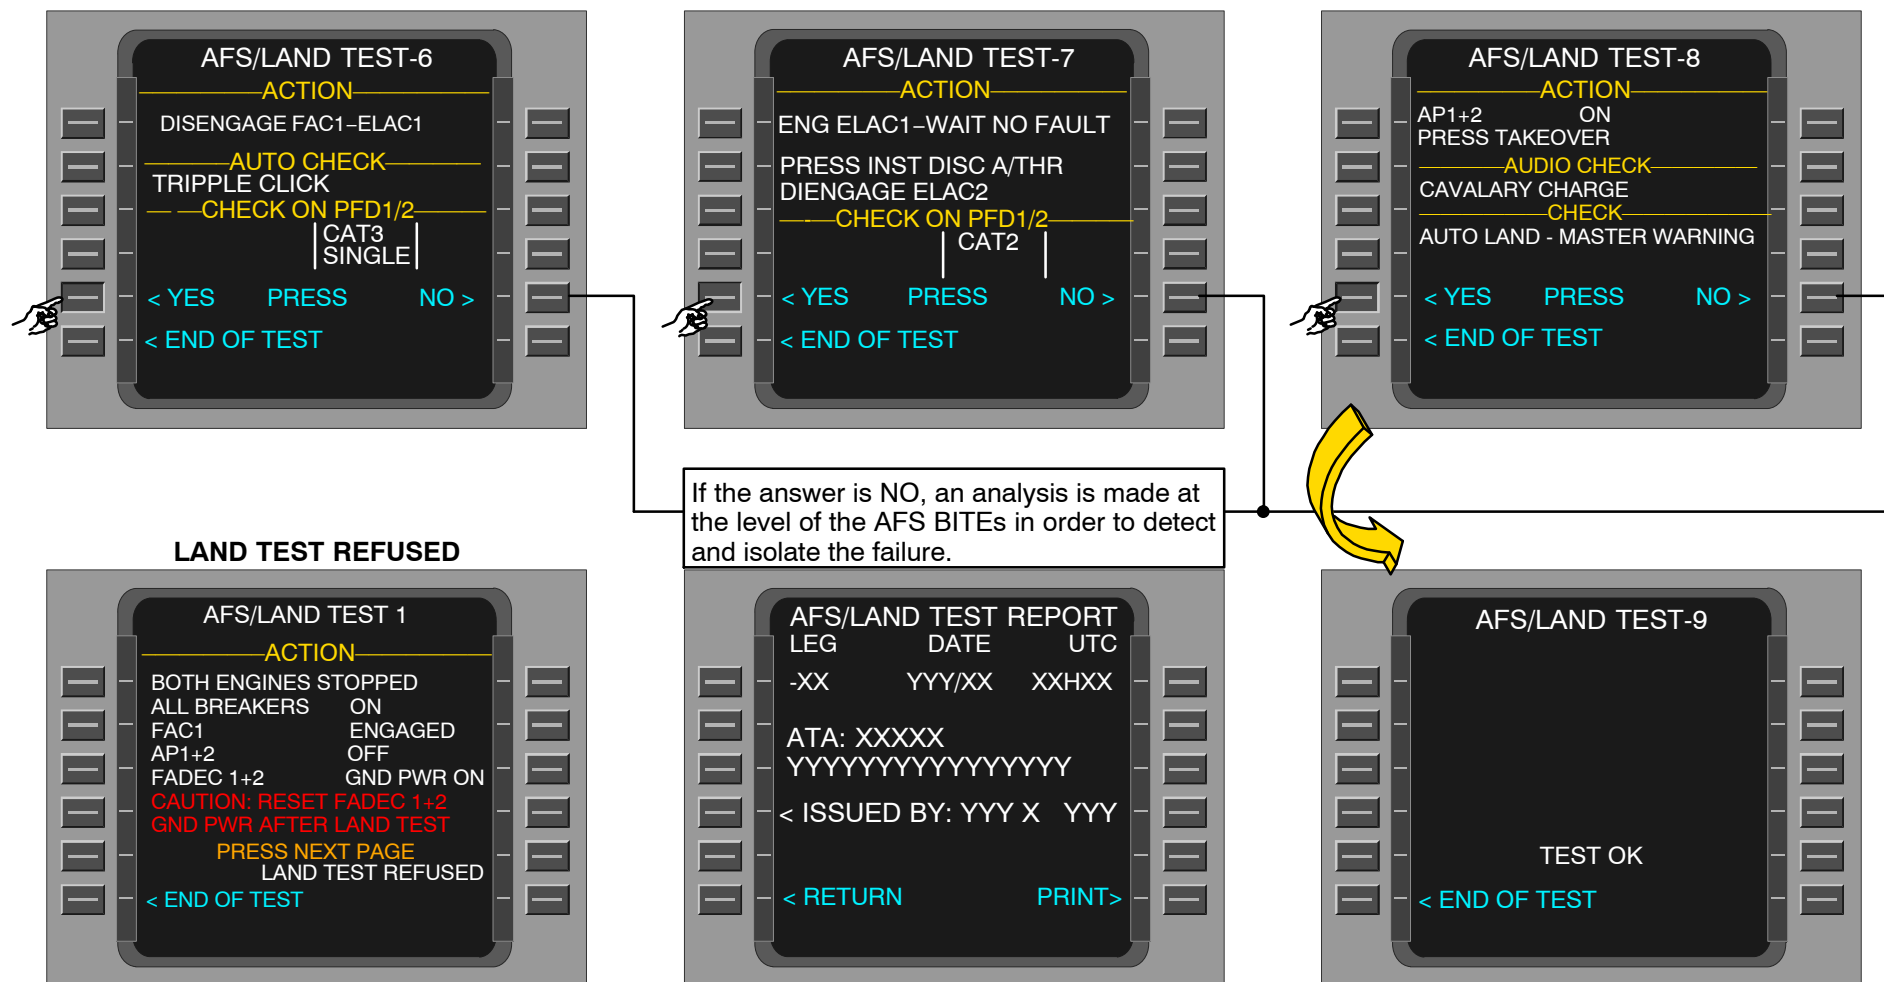 AFS/LAND TEST-6
ACTION
DISENGAGE FAC1-ELAC1
AUTO CHECK
TRIPPLE CLICK
CHECK ON PFD1/2
CAT3
SINGLE
< YES PRESS NO >
< END OF TEST
AFS/LAND TEST-7
ACTION
ENG ELAC1-WAIT NO FAULT
PRESS INST DISC A/THR
DIENGAGE ELAC2
CHECK ON PFD1/2
CAT2
< YES PRESS NO >
< END OF TEST
AFS/LAND TEST-8
ACTION
AP1+2 ON
PRESS TAKEOVER
AUDIO CHECK
CAVALARY CHARGE
CHECK
AUTO LAND - MASTER WARNING
< YES PRESS NO >
< END OF TEST
If the answer is NO, an analysis is made at
the level of the AFS BITEs in order to detect
and isolate the failure.
LAND TEST REFUSED
AFS/LAND TEST 1
ACTION
BOTH ENGINES STOPPED
ALL BREAKERS ON
FAC1 ENGAGED
AP1+2 OFF
FADEC 1+2 GND PWR ON
CAUTION: RESET FADEC 1+2
GND PWR AFTER LAND TEST
PRESS NEXT PAGE
LAND TEST REFUSED
< END OF TEST
AFS/LAND TEST REPORT
LEG DATE UTC
-XX YYY/XX XXHXX
ATA: XXXXX
YYYYYYYYYYYYYYYY
< ISSUED BY: YYY X YYY
< RETURN PRINT>
AFS/LAND TEST-9
TEST OK
< END OF TEST